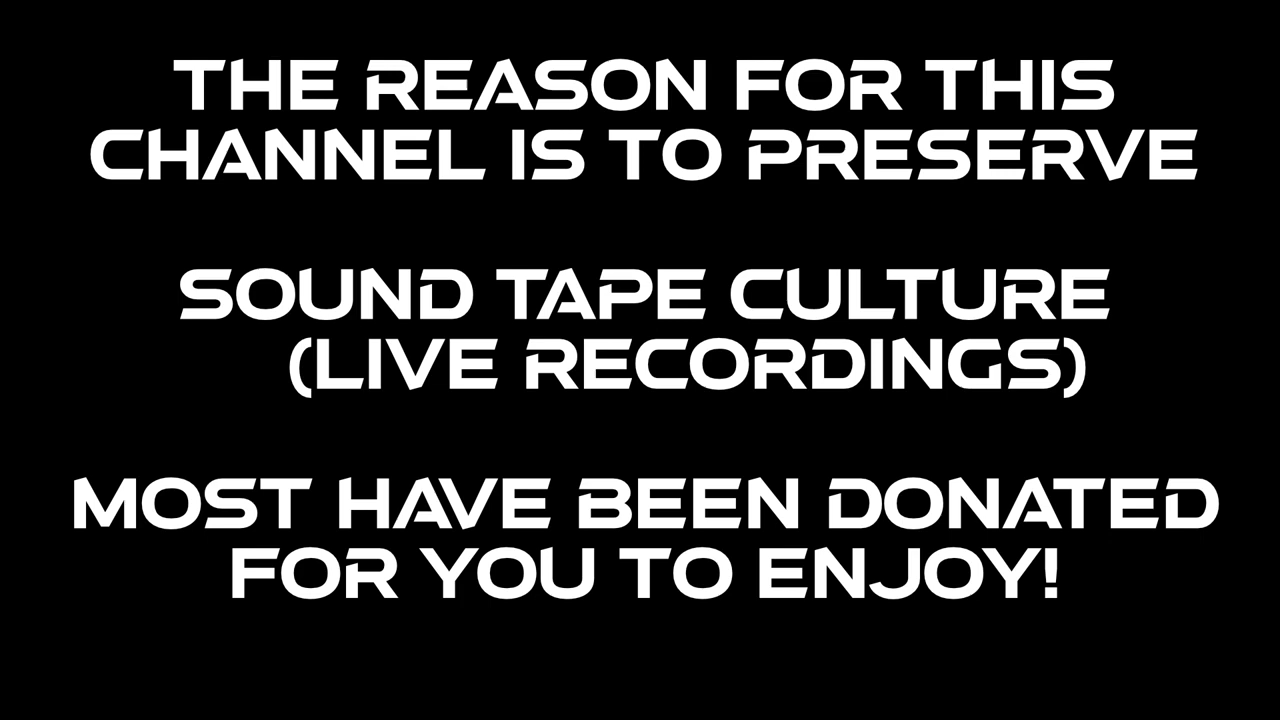 THE REASON FOR THIS
CHANNEL IS TO PRESERVE
SOUND TAPE CULTURE
(LIVE RECORDINGS)
MOST HAVE BEEN DONATED
FOR YOU TO ENJOY!